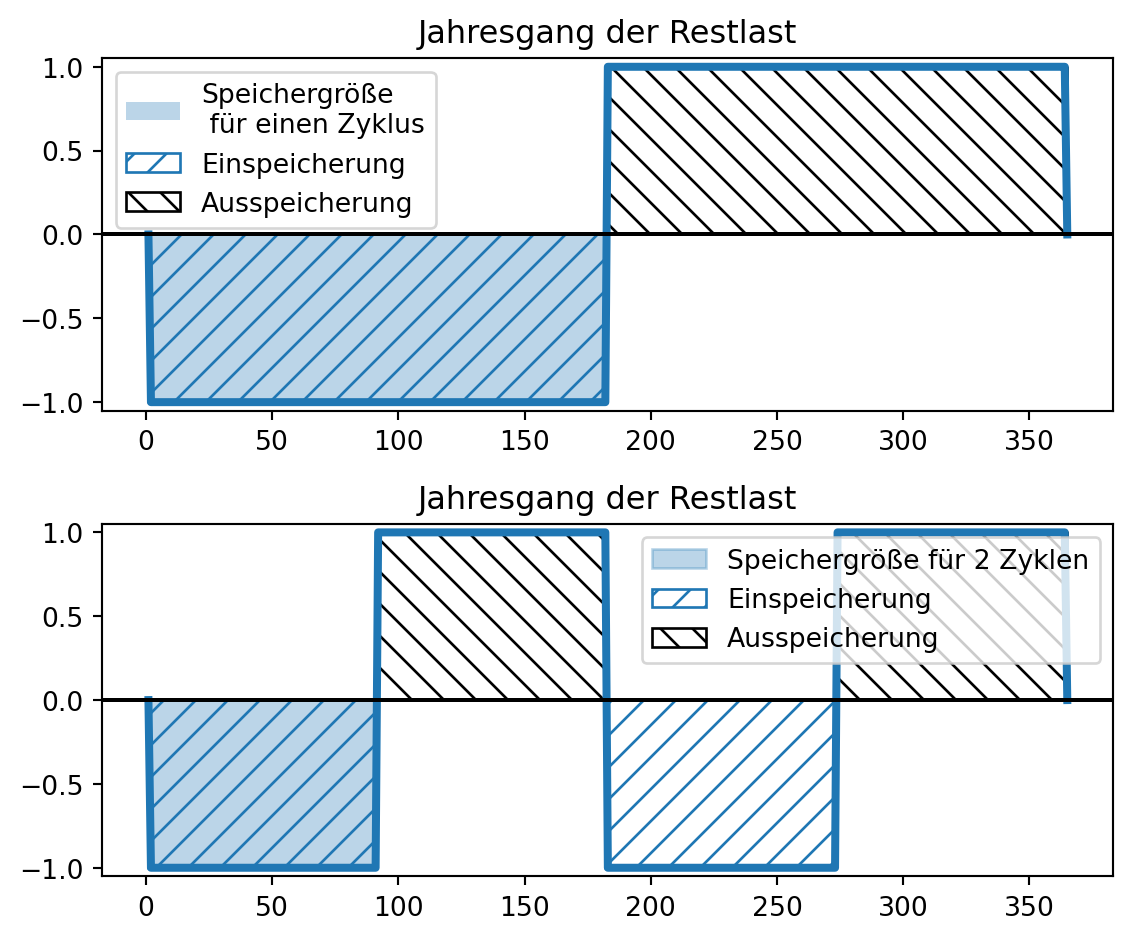 Jahresgang der Restlast
1.0
0.5
0.0
−0.5
−1.0
Speichergröße
für einen Zyklus
Einspeicherung
Ausspeicherung
0 50 100 150 200 250 300 350
Jahresgang der Restlast
1.0
0.5
0.0
−0.5
−1.0
Speichergröße für 2 Zyklen
Einspeicherung
Ausspeicherung
0 50 100 150 200 250 300 350